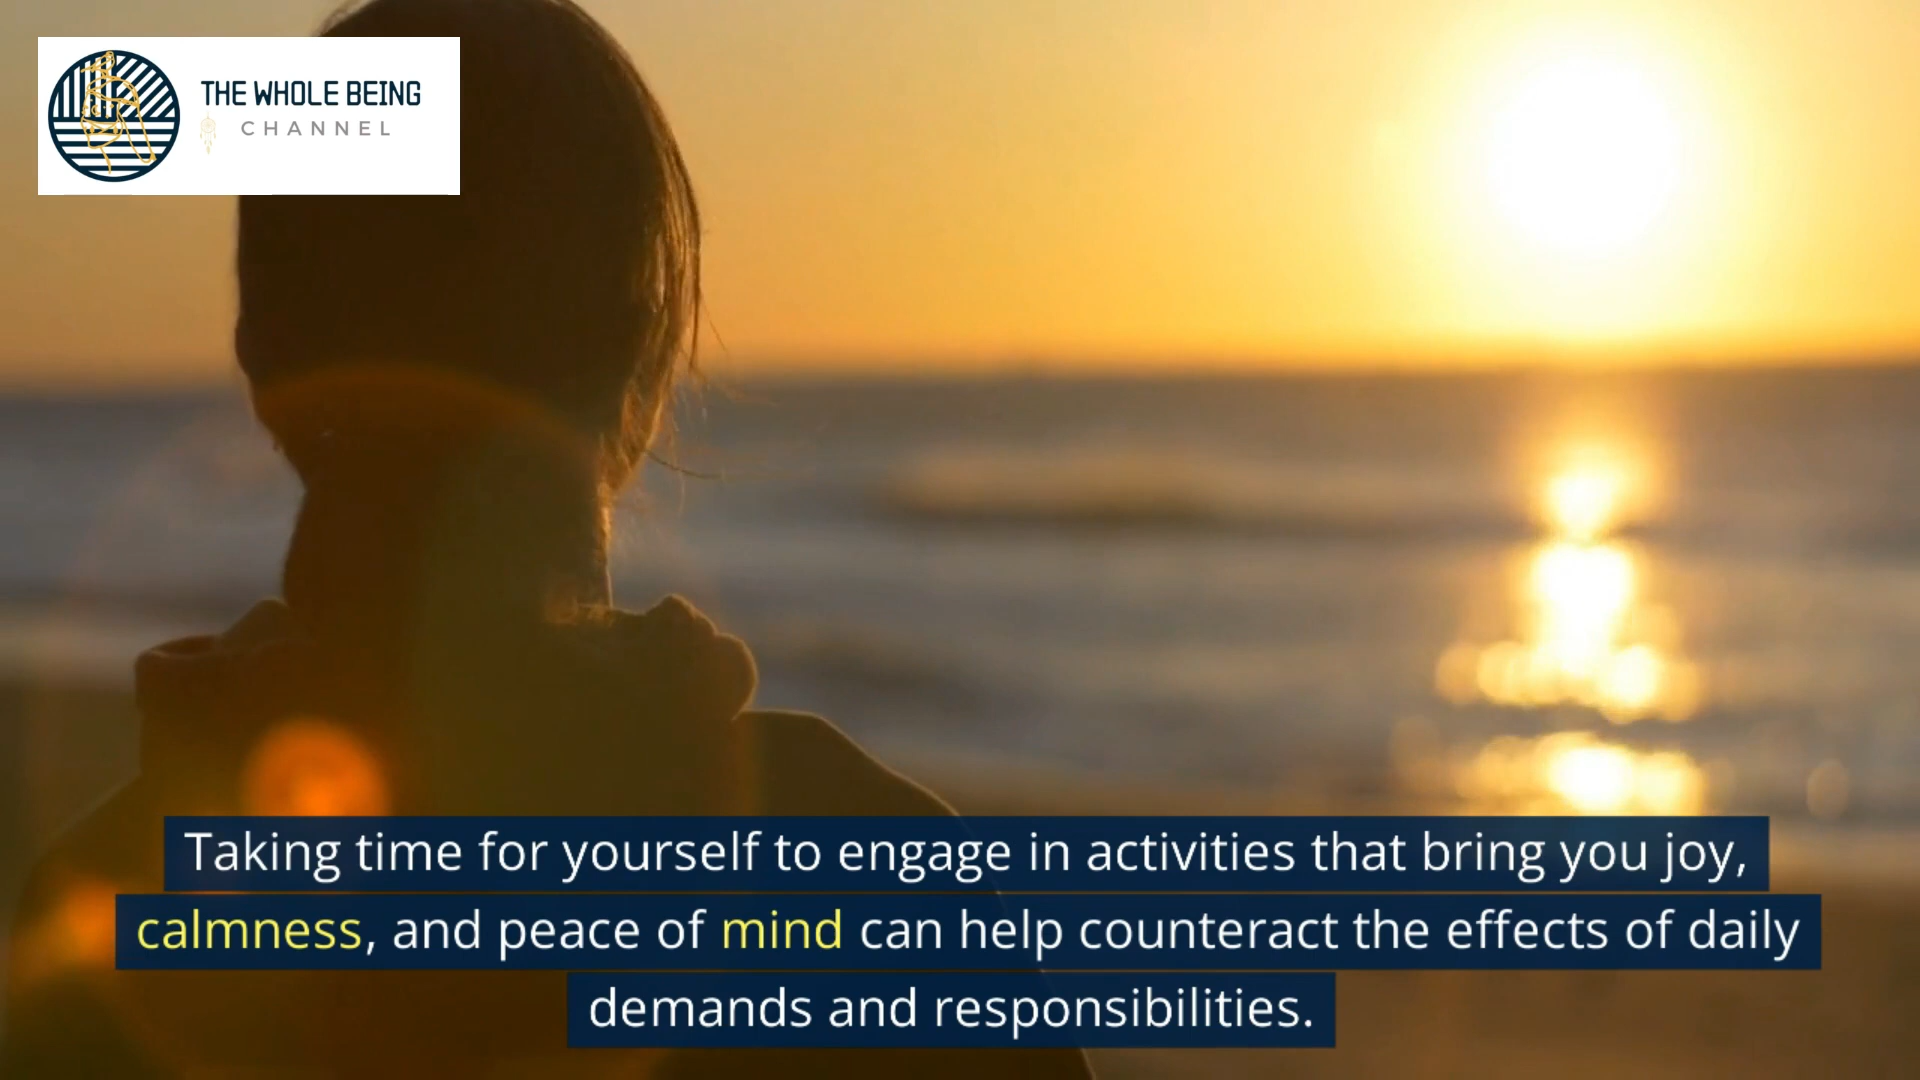 THE WHOLE BEING
CHANNEL
Taking time for yourself to engage in activities that bring you joy,
calmness, and peace of mind can help counteract the effects of daily
demands and responsibilities.